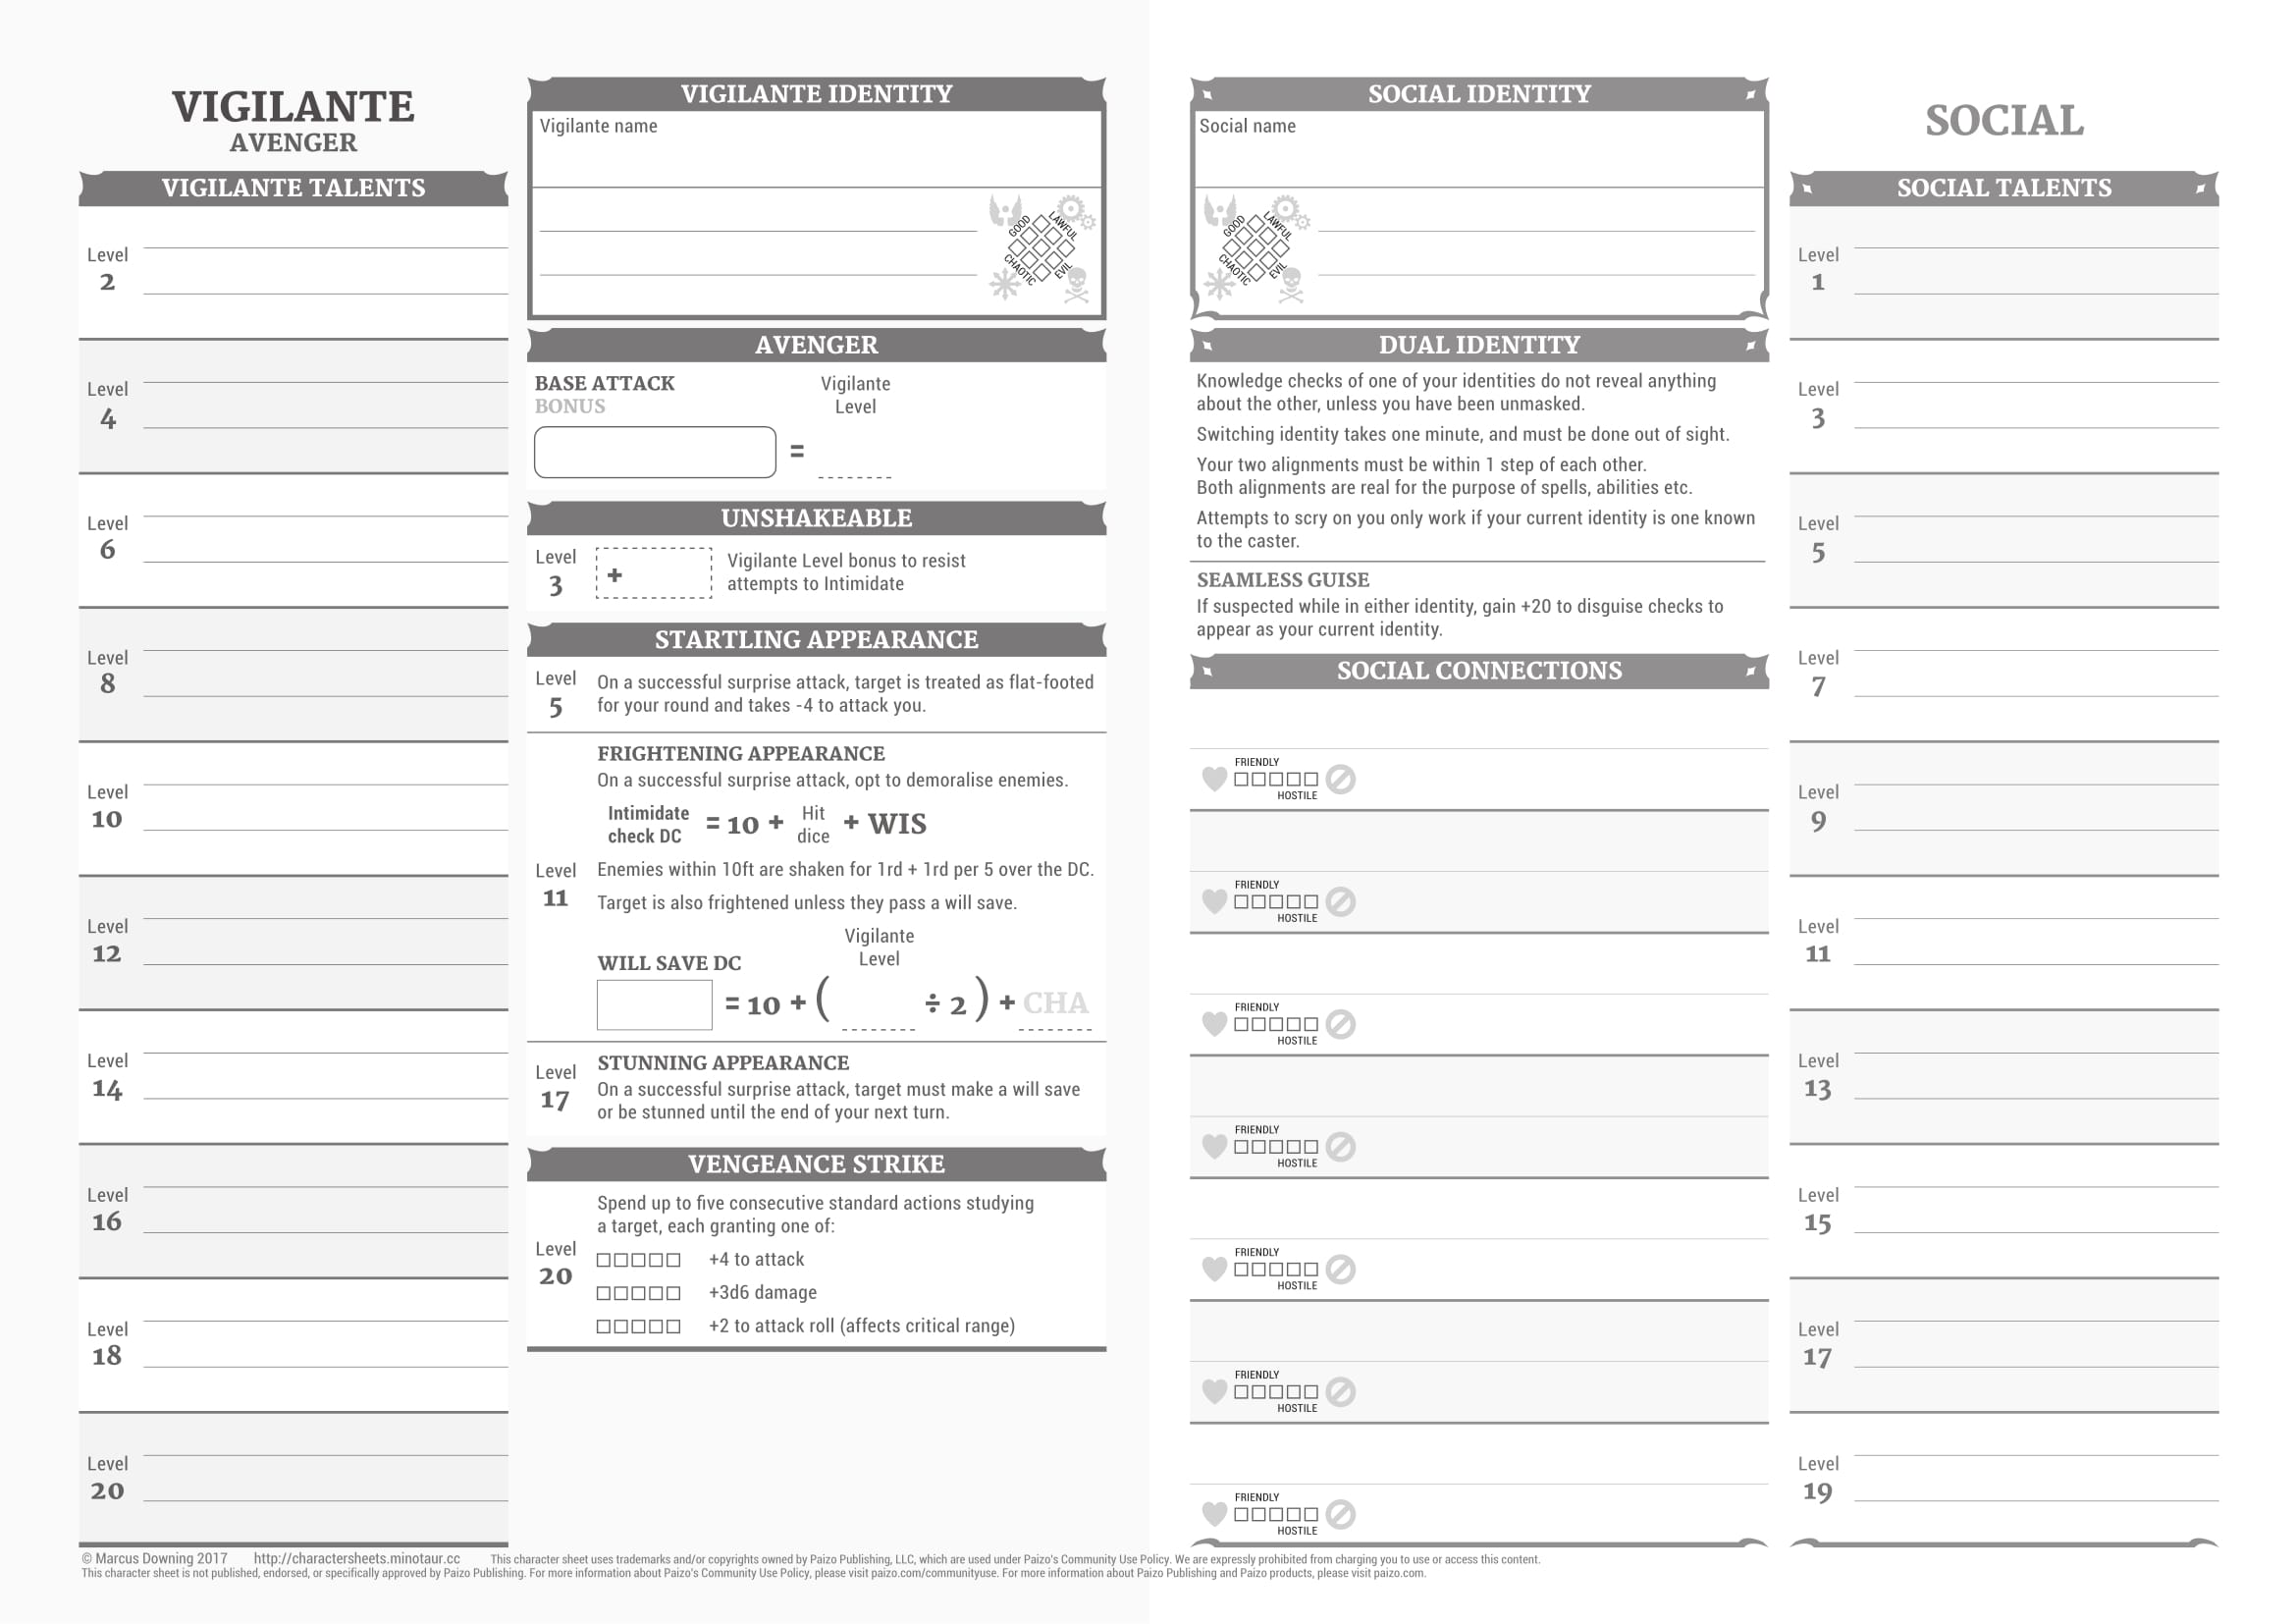 VIGILANTE
AVENGER
VIGILANTE TALENTS
Level
2
Level
4
Level
6
Level
8
Level
10
Level
12
Level
14
Level
16
Level
18
Level
20
VIGILANTE IDENTITY
Vigilante name
GOOD
LAWFUL
CHAOTIC
EVIL
AVENGER
BASE ATTACK
BONUS
Vigilante
Level
=
UNSHAKEABLE
Level
3
+
Vigilante Level bonus to resist
attempts to Intimidate
STARTLING APPEARANCE
Level
5
On a successful surprise attack, target is treated as flat-footed
for your round and takes -4 to attack you.
FRIGHTENING APPEARANCE
On a successful surprise attack, opt to demoralise enemies.
Intimidate
check DC
= 10 +
Hit
dice
+ WIS
Level
11
Enemies within 10ft are shaken for 1rd + 1rd per 5 over the DC.
Target is also frightened unless they pass a will save.
WILL SAVE DC
Vigilante
Level
= 10 + ( ÷ 2 ) + CHA
Level
17
STUNNING APPEARANCE
On a successful surprise attack, target must make a will save
or be stunned until the end of your next turn.
VENGEANCE STRIKE
Level
20
Spend up to five consecutive standard actions studying
a target, each granting one of:
+4 to attack
+3d6 damage
+2 to attack roll (affects critical range)
SOCIAL IDENTITY
Social name
GOOD
LAWFUL
CHAOTIC
EVIL
DUAL IDENTITY
Knowledge checks of one of your identities do not reveal anything
about the other, unless you have been unmasked.
Switching identity takes one minute, and must be done out of sight.
Your two alignments must be within 1 step of each other.
Both alignments are real for the purpose of spells, abilities etc.
Attempts to scry on you only work if your current identity is one known
to the caster.
SEAMLESS GUISE
If suspected while in either identity, gain +20 to disguise checks to
appear as your current identity.
SOCIAL CONNECTIONS
FRIENDLY
HOSTILE
FRIENDLY
HOSTILE
FRIENDLY
HOSTILE
FRIENDLY
HOSTILE
FRIENDLY
HOSTILE
FRIENDLY
HOSTILE
FRIENDLY
HOSTILE
SOCIAL
SOCIAL TALENTS
Level
1
Level
3
Level
5
Level
7
Level
9
Level
11
Level
13
Level
15
Level
17
Level
19
© Marcus Downing 2017 http://charactersheets.minotaur.cc This character sheet uses trademarks and/or copyrights owned by Paizo Publishing, LLC, which are used under Paizo's Community Use Policy. We are expressly prohibited from charging you to use or access this content.
This character sheet is not published, endorsed, or specifically approved by Paizo Publishing. For more information about Paizo's Community Use Policy, please visit paizo.com/communityuse. For more information about Paizo Publishing and Paizo products, please visit paizo.com.